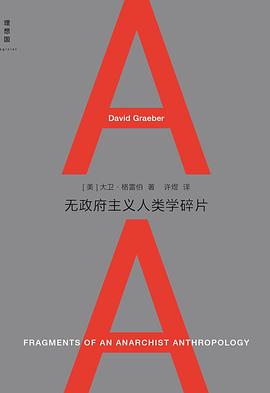 理
想
国
David Graeber
[ 美 ] 大卫 · 格雷伯 著 许煜 译
无政府主义人类学碎片
FRAGMENTS OF AN ANARCHIST ANTHROPOLOGY